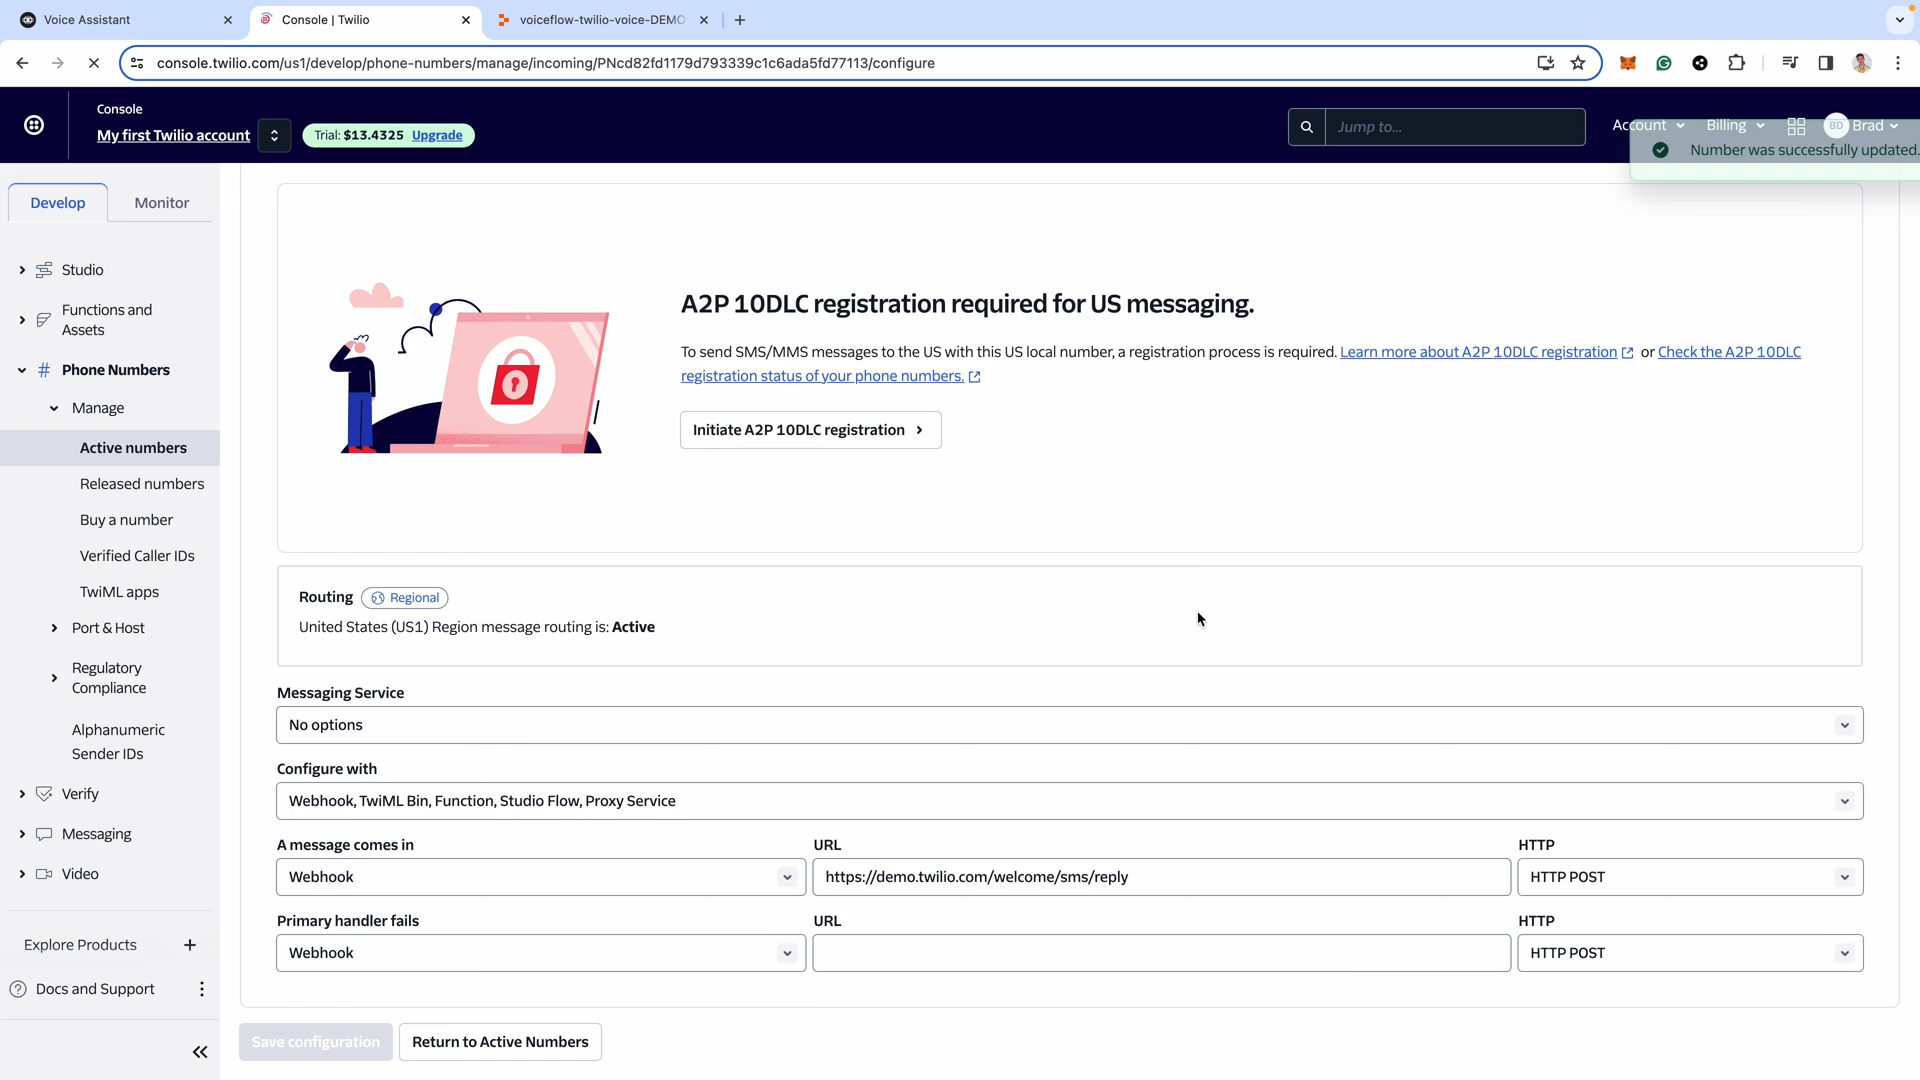 Voice Assistant
Console | Twilio
voiceflow-twilio-voice-DEMO
console.twilio.com/us1/develop/phone-numbers/manage/incoming/PNcd82fd1179d793339c1c6ada5fd77113/configure
Console
My first Twilio account
Trial: $13.4325 Upgrade
Jump to...
Account
Billing
BD
Brad
Number was successfully updated.
Develop
Monitor
Studio
Functions and
Assets
Phone Numbers
Manage
Active numbers
Released numbers
Buy a number
Verified Caller IDs
TwiML apps
Port & Host
Regulatory
Compliance
Alphanumeric
Sender IDs
Verify
Messaging
Video
Explore Products
Docs and Support
A2P 10DLC registration required for US messaging.
To send SMS/MMS messages to the US with this US local number, a registration process is required. Learn more about A2P 10DLC registration or Check the A2P 10DLC
registration status of your phone numbers.
Initiate A2P 10DLC registration
Routing Regional
United States (US1) Region message routing is: Active
Messaging Service
No options
Configure with
Webhook, TwiML Bin, Function, Studio Flow, Proxy Service
A message comes in URL HTTP
Webhook https://demo.twilio.com/welcome/sms/reply HTTP POST
Primary handler fails URL HTTP
Webhook HTTP POST
Save configuration Return to Active Numbers